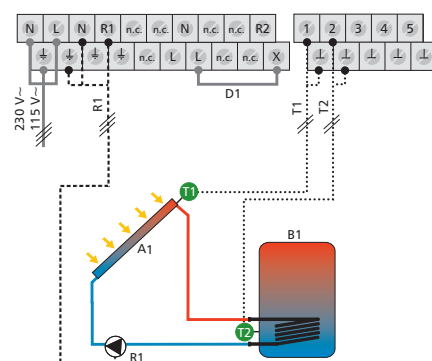 N L N R1 n.c. n.c. N n.c. n.c. R2
n.c. L L n.c. X
1 2 3 4 5
230 V~
115 V~
R1
D1
T1
T2
T1
A1
B1
T2
R1